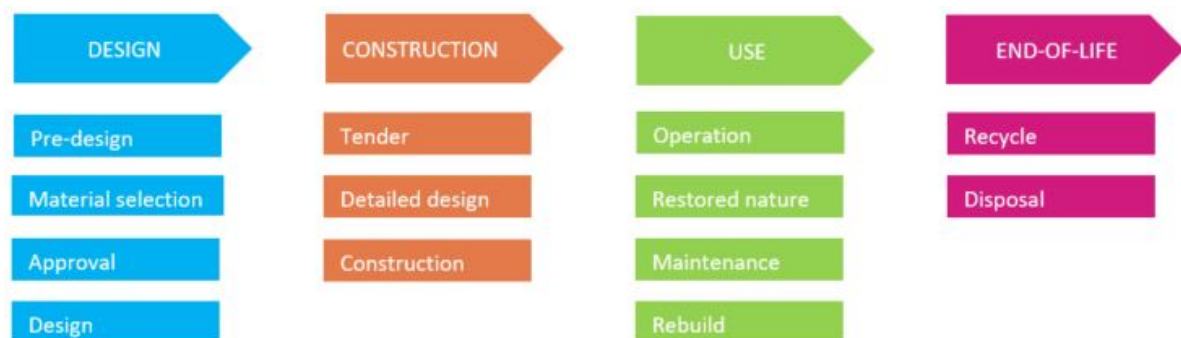 DESIGN
CONSTRUCTION
USE
END-OF-LIFE
Pre-design
Tender
Operation
Recycle
Material selection
Detailed design
Restored nature
Disposal
Approval
Construction
Maintenance
Design
Rebuild